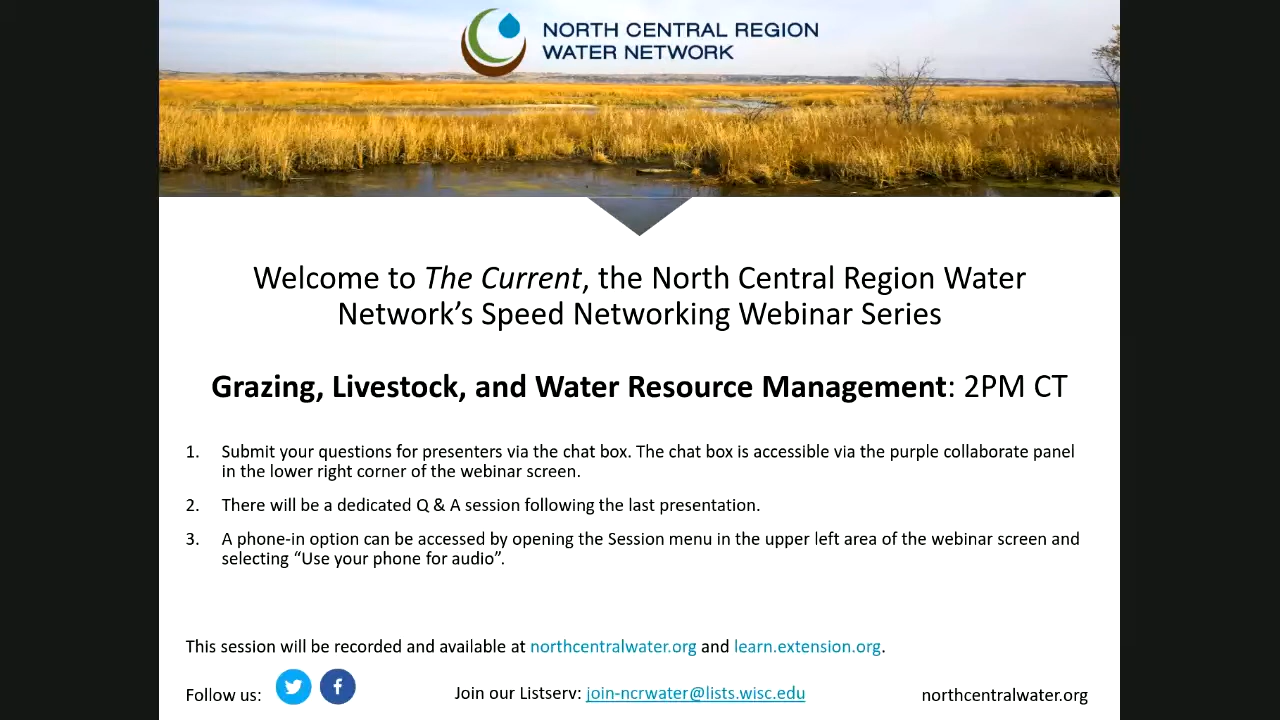 NORTH CENTRAL REGION
WATER NETWORK
Welcome to The Current, the North Central Region Water
Network’s Speed Networking Webinar Series
Grazing, Livestock, and Water Resource Management: 2PM CT
1. Submit your questions for presenters via the chat box. The chat box is accessible via the purple collaborate panel
in the lower right corner of the webinar screen.
2. There will be a dedicated Q & A session following the last presentation.
3. A phone-in option can be accessed by opening the Session menu in the upper left area of the webinar screen and
selecting “Use your phone for audio”.
This session will be recorded and available at northcentralwater.org and learn.extension.org.
Follow us: Join our Listserv: join-ncrwater@lists.wisc.edu northcentralwater.org